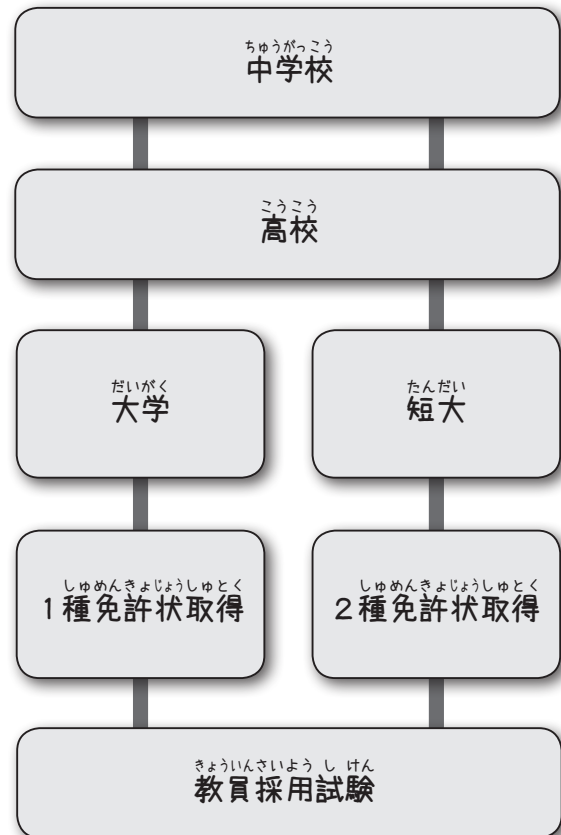 ちゅうがっこう
中学校
こうこう
高校
だいがく
大学
たんだい
短大
しゅめんきょじょうしゅとく
1種免許状取得
しゅめんきょじょうしゅとく
2種免許状取得
きょういんさいようしけん
教員採用試験